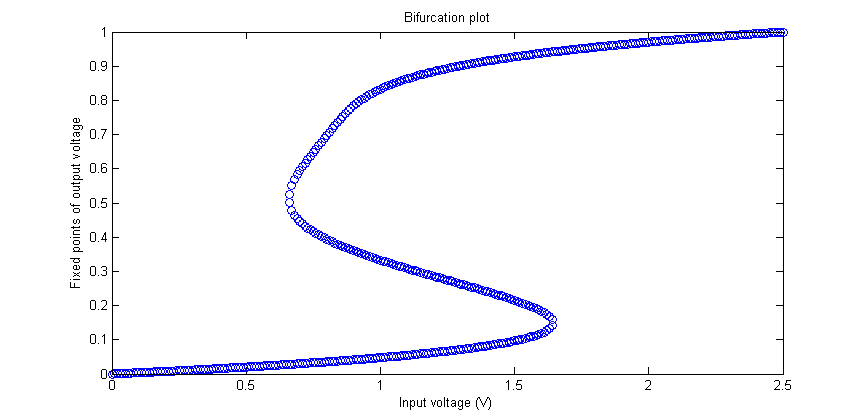 Bifurcation plot
1
0.9
0.8
0.7
0.6
0.5
0.4
0.3
0.2
0.1
0
Fixed points of output voltage
0 0.5 1 1.5 2 2.5
Input voltage (V)